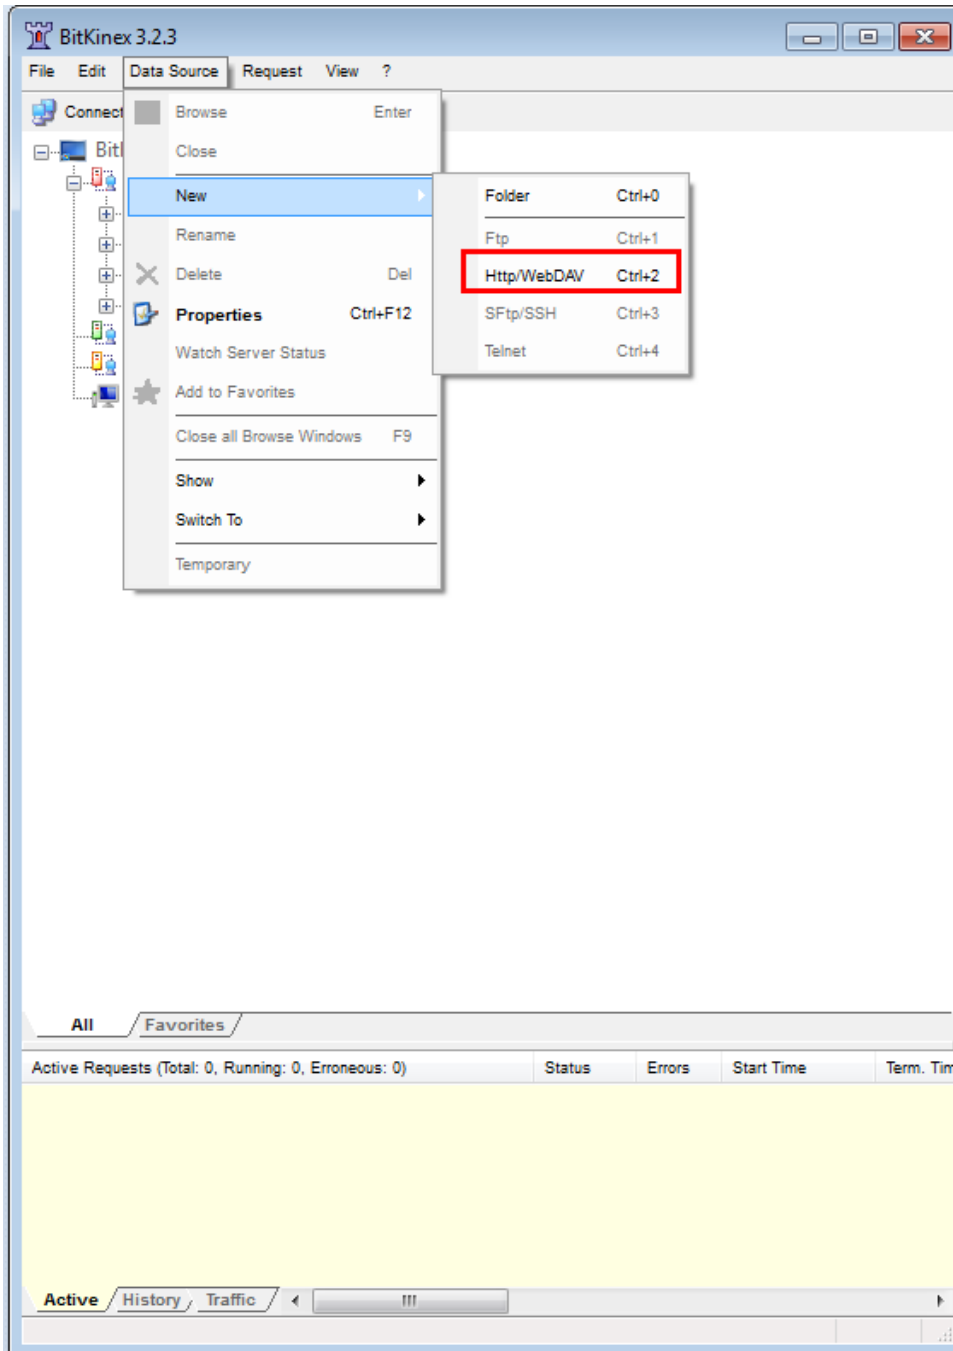 BitKinex 3.2.3
File Edit Data Source Request View ?
Connect
Browse Enter
Close
New
Rename
Delete Del
Properties Ctrl+F12
Watch Server Status
Add to Favorites
Close all Browse Windows F9
Show
Switch To
Temporary
Folder Ctrl+0
Ftp Ctrl+1
Http/WebDAV Ctrl+2
SFtp/SSH Ctrl+3
Telnet Ctrl+4
All Favorites
Active Requests (Total: 0, Running: 0, Erroneous: 0) Status Errors Start Time Term. Tim
Active History Traffic